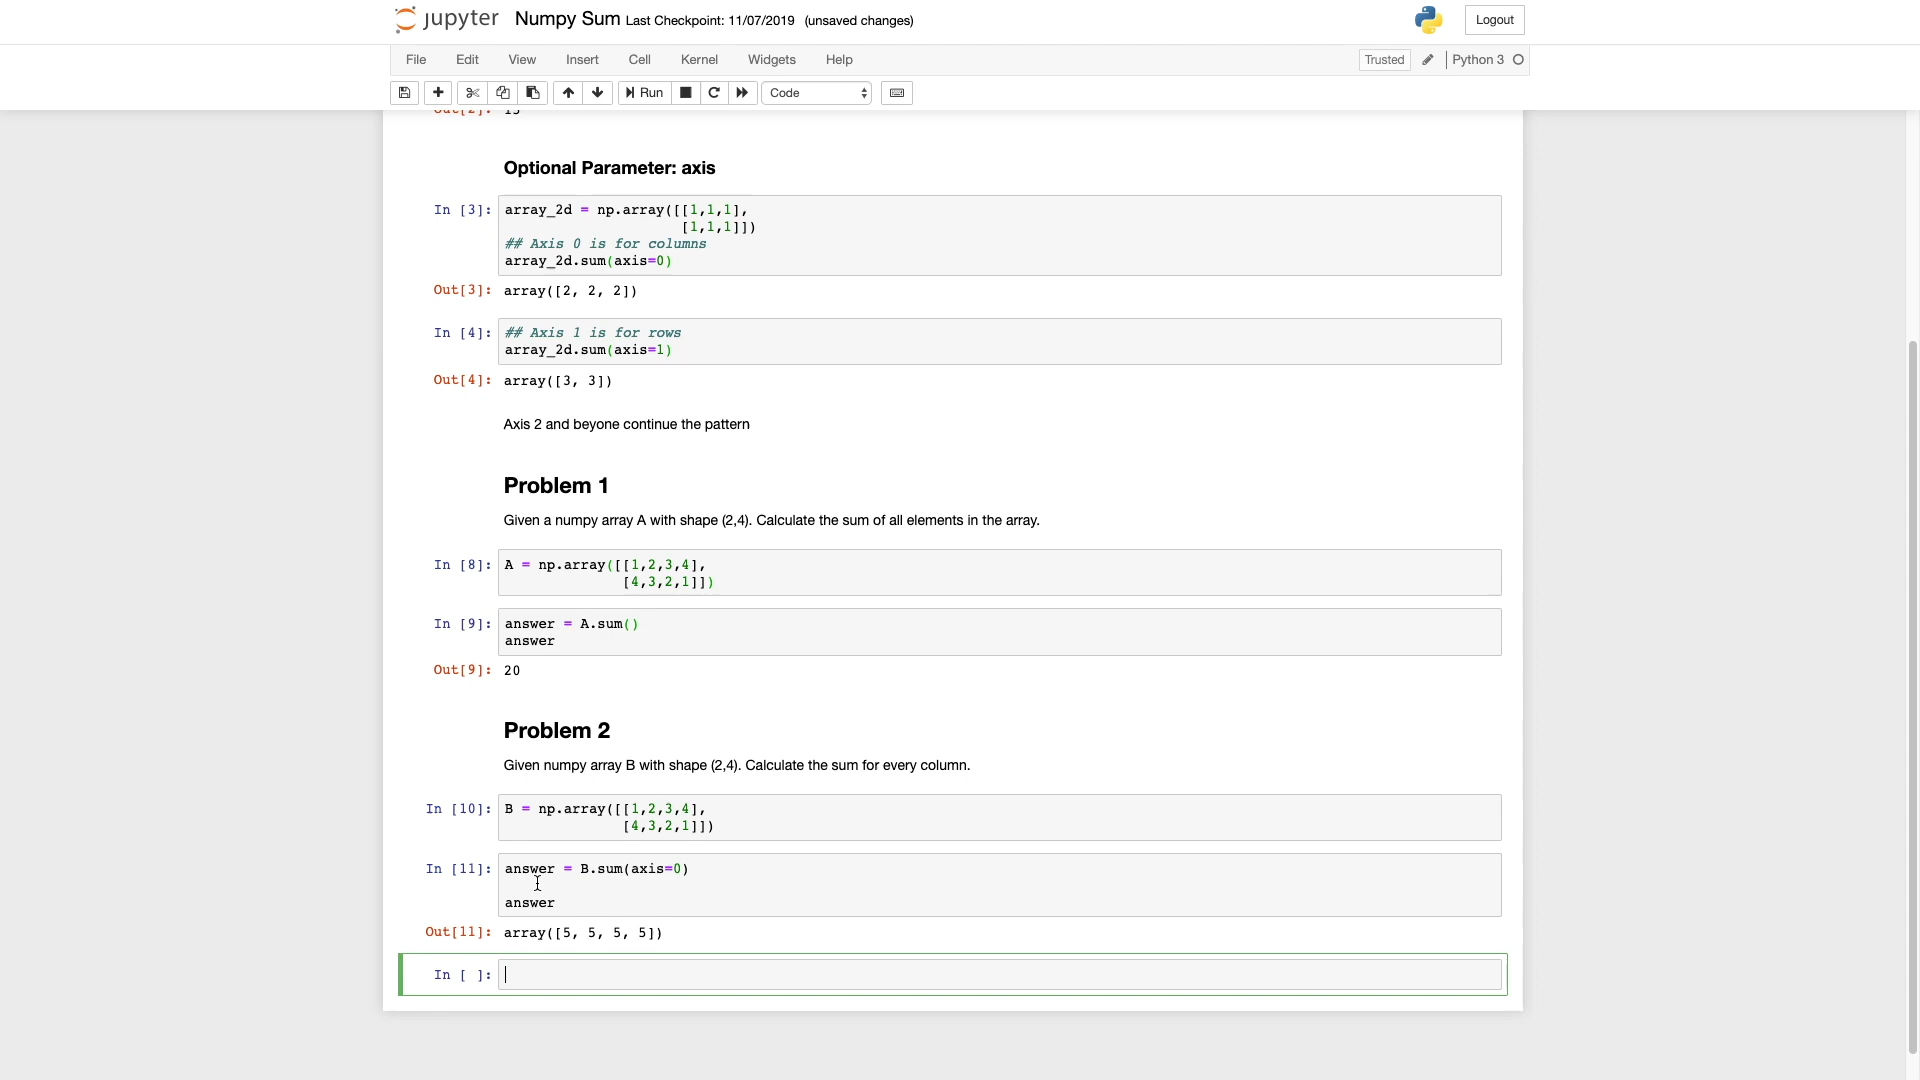 jupyter Numpy Sum Last Checkpoint: 11/07/2019 (unsaved changes) Logout
File Edit View Insert Cell Kernel Widgets Help Trusted Python 3
Run Code
Out[2]: 15
Optional Parameter: axis
In [3]: array_2d = np.array([[1,1,1],
[1,1,1]])
## Axis 0 is for columns
array_2d.sum(axis=0)
Out[3]: array([2, 2, 2])
In [4]: ## Axis 1 is for rows
array_2d.sum(axis=1)
Out[4]: array([3, 3])
Axis 2 and beyone continue the pattern
Problem 1
Given a numpy array A with shape (2,4). Calculate the sum of all elements in the array.
In [8]: A = np.array([[1,2,3,4],
[4,3,2,1]])
In [9]: answer = A.sum()
answer
Out[9]: 20
Problem 2
Given numpy array B with shape (2,4). Calculate the sum for every column.
In [10]: B = np.array([[1,2,3,4],
[4,3,2,1]])
In [11]: answer = B.sum(axis=0)
answer
Out[11]: array([5, 5, 5, 5])
In [ ]: